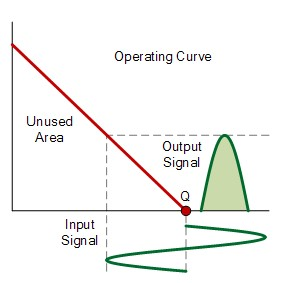 Operating Curve
Unused
Area
Output
Signal
Q
Input
Signal